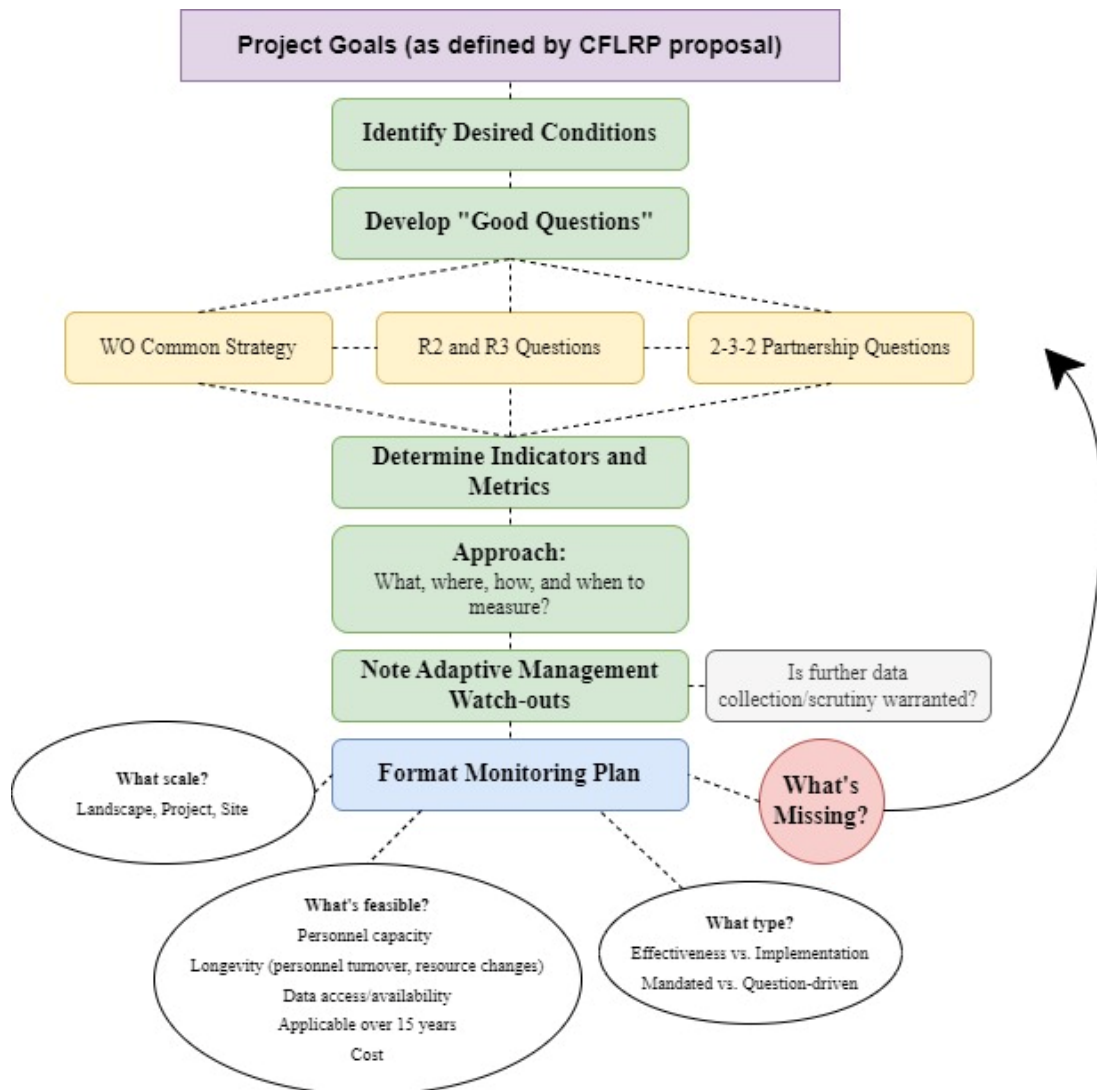 Project Goals (as defined by CFLRP proposal)
Identify Desired Conditions
Develop "Good Questions"
WO Common Strategy
R2 and R3 Questions
2-3-2 Partnership Questions
Determine Indicators and
Metrics
Approach:
What, where, how, and when to
measure?
Note Adaptive Management
Watch-outs
Is further data
collection/scrutiny warranted?
Format Monitoring Plan
What's
Missing?
What scale?
Landscape, Project, Site
What's feasible?
Personnel capacity
Longevity (personnel turnover, resource changes)
Data access/availability
Applicable over 15 years
Cost
What type?
Effectiveness vs. Implementation
Mandated vs. Question-driven